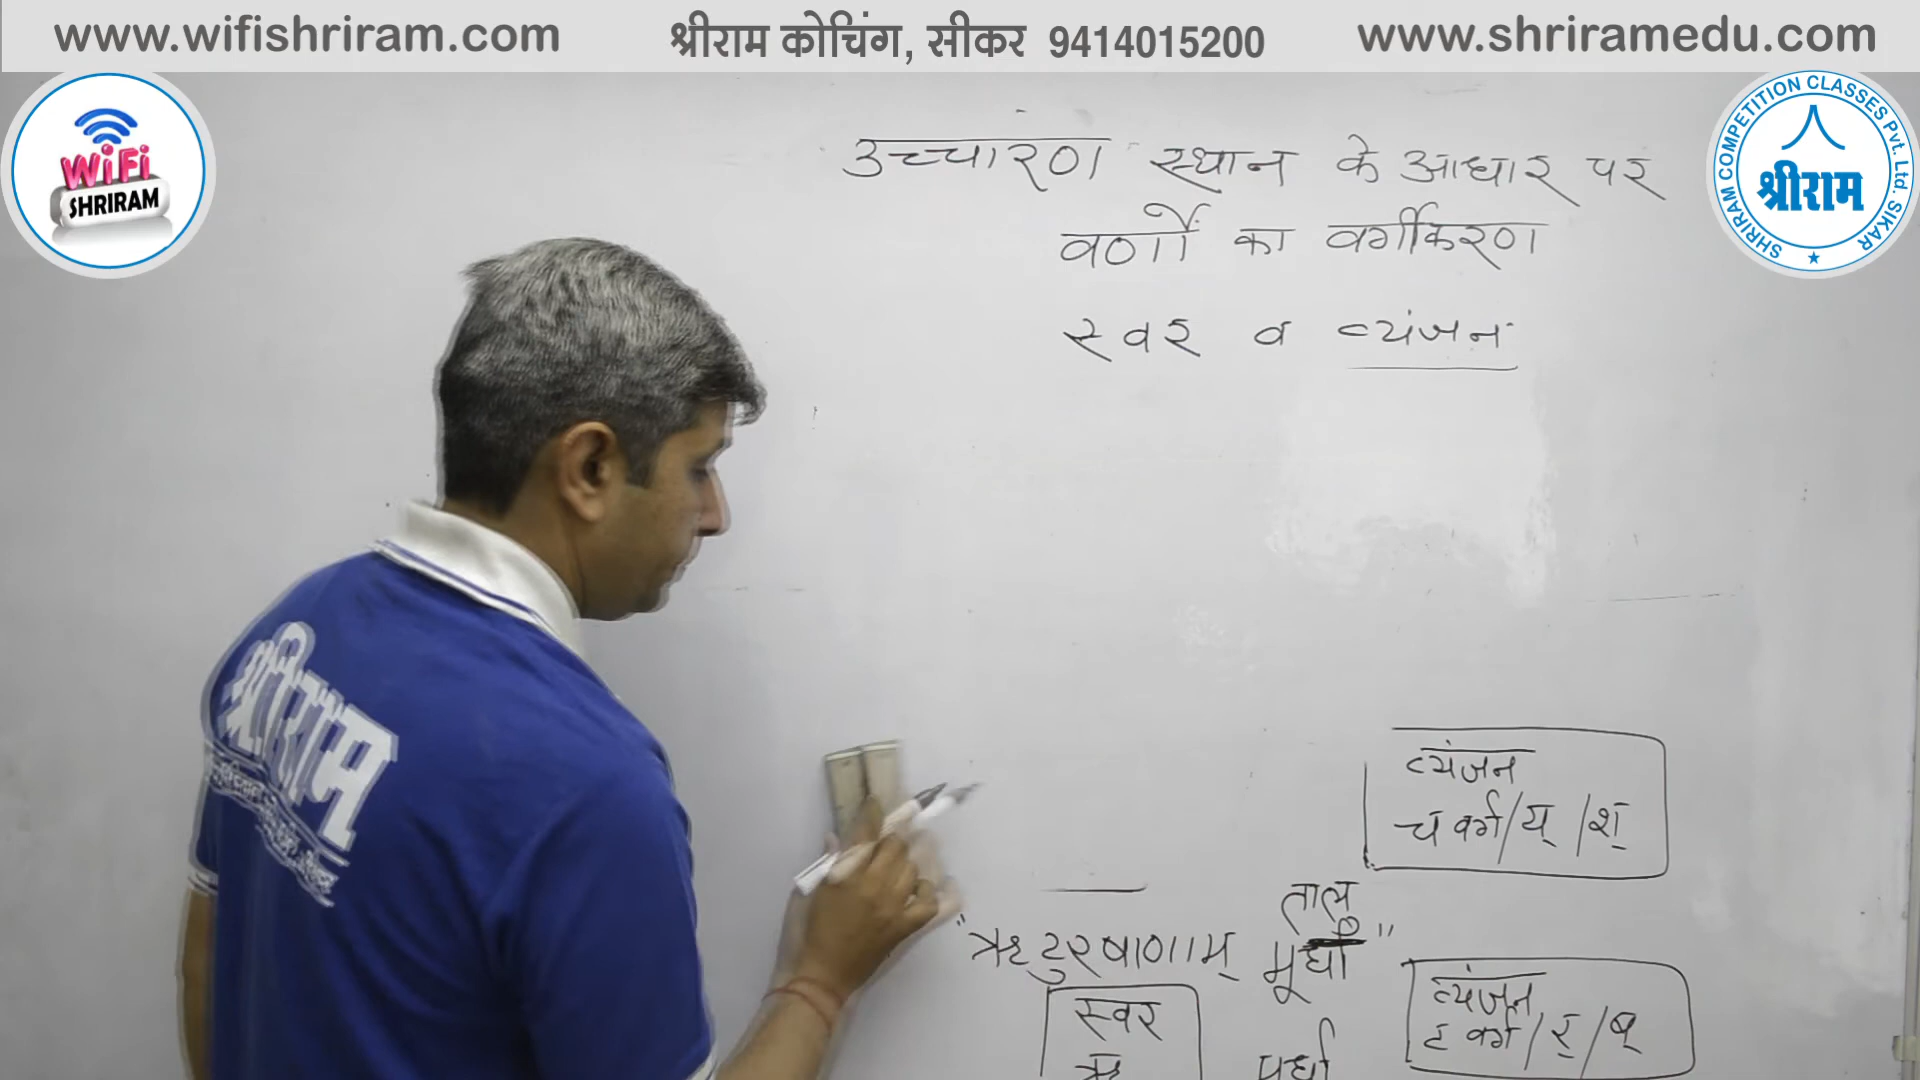 www.wifishriram.com
श्रीराम कोचिंग, सीकर 9414015200
www.shriramedu.com
WiFi
SHRIRAM
SHRIRAM COMPETITION CLASSES Pvt. Ltd. SIKAR
श्रीराम
उच्चारण स्थान के आधार पर
वर्णों का वर्गीकरण
स्वर व व्यंजन
श्रीराम
व्यंजन
च वर्ग/य्/श्
तालु
"ऋटुरषाणाम् मूर्धा"
स्वर
ऋ
व्यंजन
ट वर्ग/र्/ष्